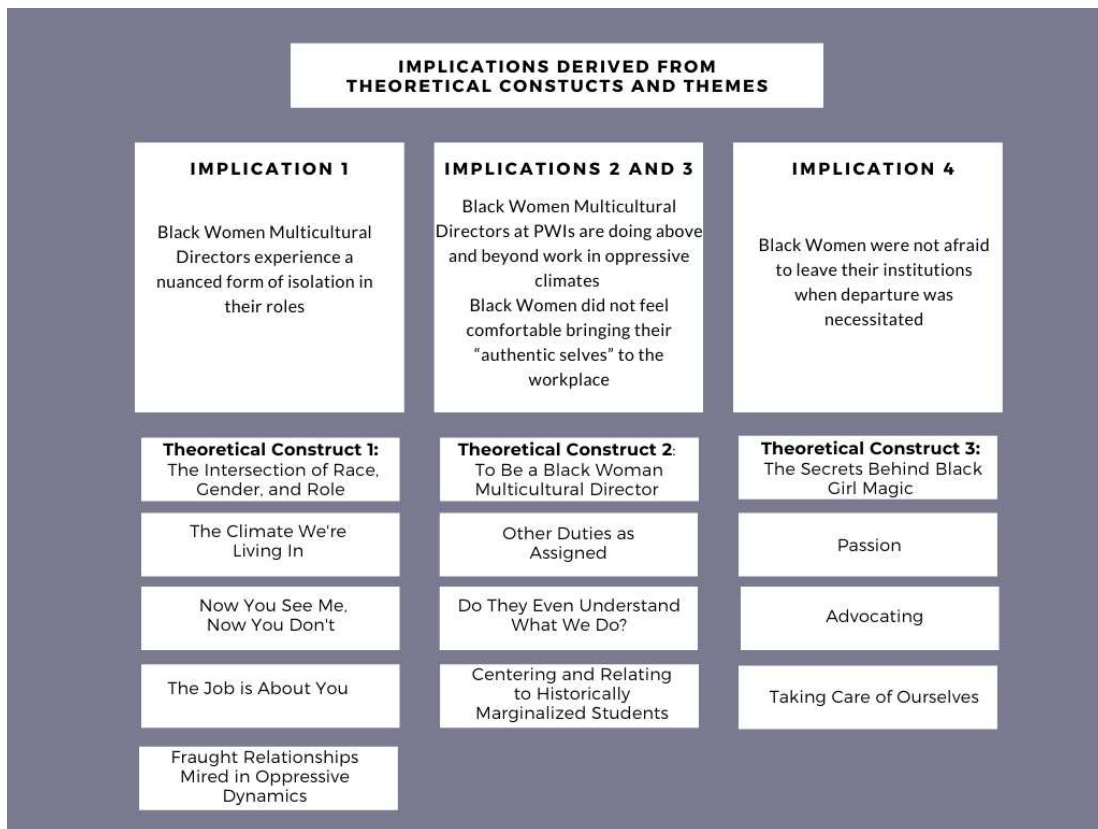 IMPLICATIONS DERIVED FROM
THEORETICAL CONSTUCTS AND THEMES
IMPLICATION 1
Black Women Multicultural
Directors experience a
nuanced form of isolation in
their roles
IMPLICATIONS 2 AND 3
Black Women Multicultural
Directors at PWIs are doing above
and beyond work in oppressive
climates
Black Women did not feel
comfortable bringing their
“authentic selves” to the
workplace
IMPLICATION 4
Black Women were not afraid
to leave their institutions
when departure was
necessitated
Theoretical Construct 1:
The Intersection of Race,
Gender, and Role
The Climate We're
Living In
Now You See Me,
Now You Don't
The Job is About You
Fraught Relationships
Mired in Oppressive
Dynamics
Theoretical Construct 2:
To Be a Black Woman
Multicultural Director
Other Duties as
Assigned
Do They Even Understand
What We Do?
Centering and Relating
to Historically
Marginalized Students
Theoretical Construct 3:
The Secrets Behind Black
Girl Magic
Passion
Advocating
Taking Care of Ourselves